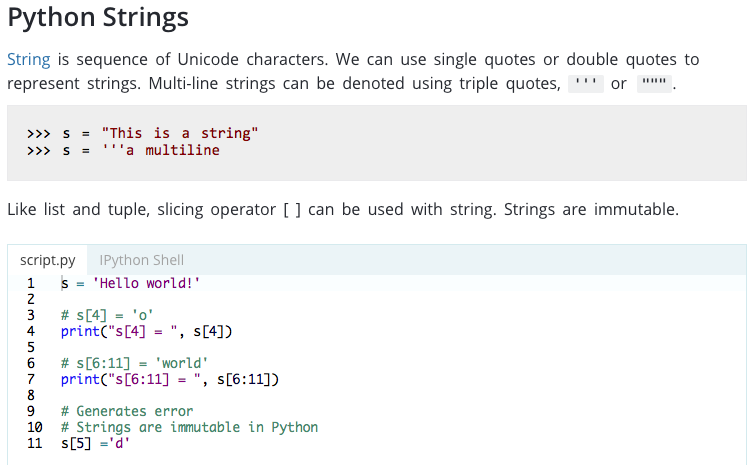 Python Strings
String is sequence of Unicode characters. We can use single quotes or double quotes to
represent strings. Multi-line strings can be denoted using triple quotes, ''' or """.
>>> s = "This is a string"
>>> s = '''a multiline
Like list and tuple, slicing operator [ ] can be used with string. Strings are immutable.
script.py IPython Shell
1 s = 'Hello world!'
2
3 # s[4] = 'o'
4 print("s[4] = ", s[4])
5
6 # s[6:11] = 'world'
7 print("s[6:11] = ", s[6:11])
8
9 # Generates error
10 # Strings are immutable in Python
11 s[5] ='d'